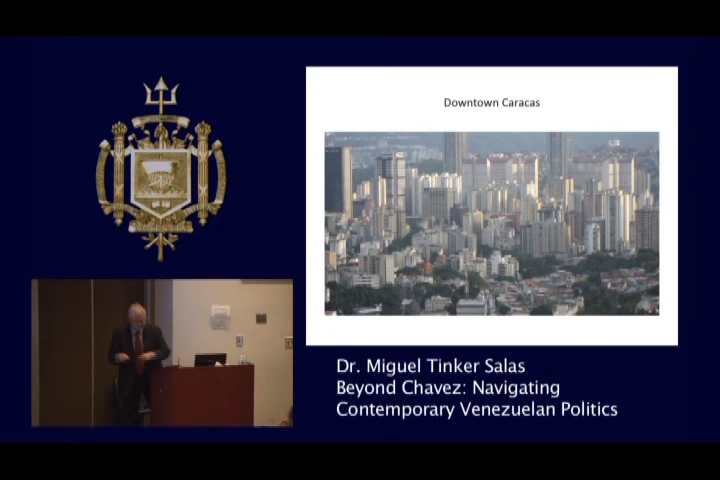 Downtown Caracas
Dr. Miguel Tinker Salas
Beyond Chavez: Navigating
Contemporary Venezuelan Politics